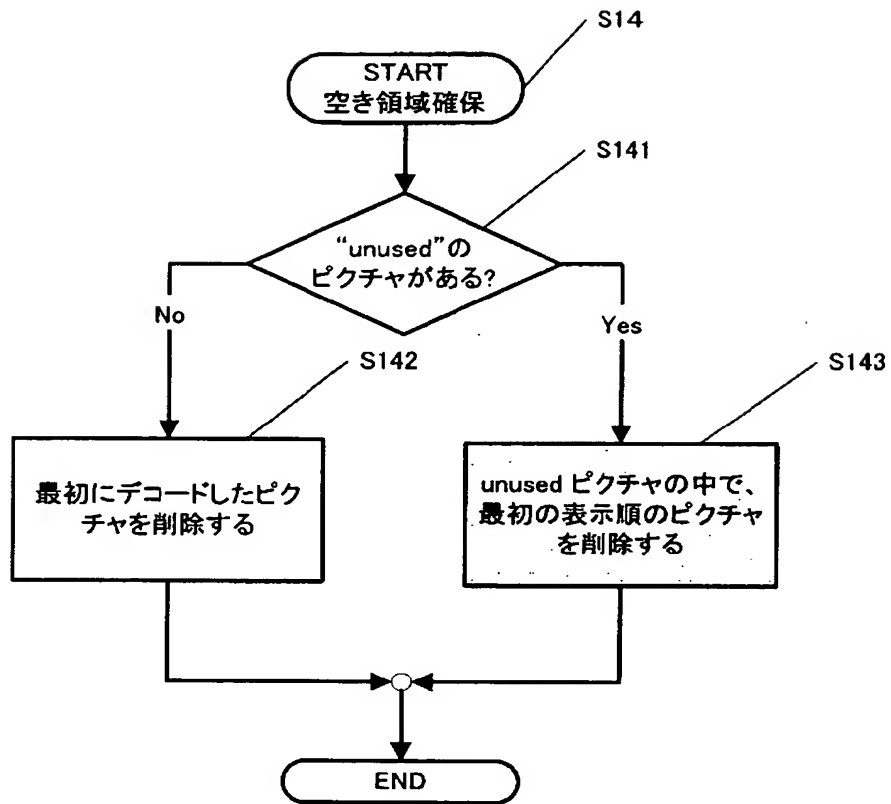 S14
START
空き領域確保
S141
“unused”の
ピクチャがある?
No
Yes
S142
S143
最初にデコードしたピク
チャを削除する
unused ピクチャの中で、
最初の表示順のピクチャ
を削除する
END